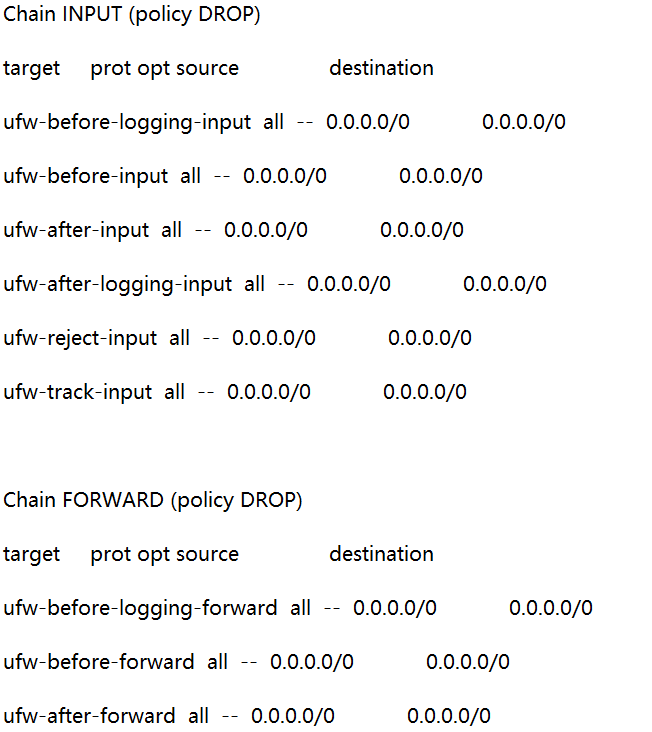 Chain INPUT (policy DROP)
target prot opt source destination
ufw-before-logging-input all -- 0.0.0.0/0 0.0.0.0/0
ufw-before-input all -- 0.0.0.0/0 0.0.0.0/0
ufw-after-input all -- 0.0.0.0/0 0.0.0.0/0
ufw-after-logging-input all -- 0.0.0.0/0 0.0.0.0/0
ufw-reject-input all -- 0.0.0.0/0 0.0.0.0/0
ufw-track-input all -- 0.0.0.0/0 0.0.0.0/0
Chain FORWARD (policy DROP)
target prot opt source destination
ufw-before-logging-forward all -- 0.0.0.0/0 0.0.0.0/0
ufw-before-forward all -- 0.0.0.0/0 0.0.0.0/0
ufw-after-forward all -- 0.0.0.0/0 0.0.0.0/0